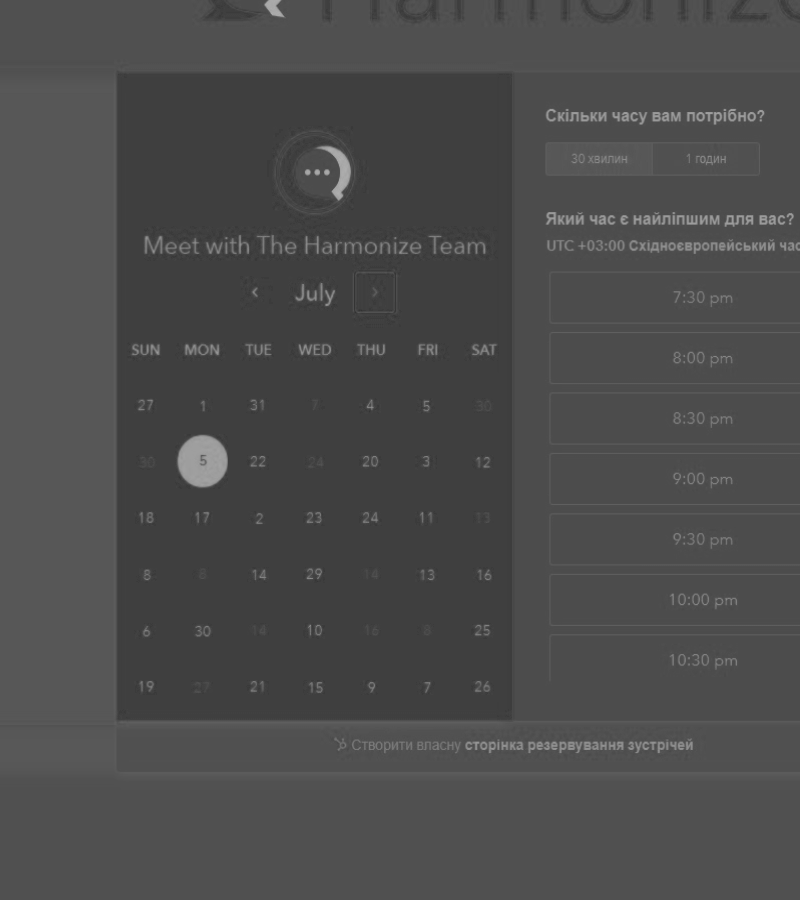 Harmonize
Meet with The Harmonize Team
July
SUN MON TUE WED THU FRI SAT
27 1 31 7 4 5 30
30 5 22 24 20 3 12
18 17 2 23 24 11 13
8 8 14 29 14 13 16
6 30 14 10 16 8 25
19 27 21 15 9 7 26
Скільки часу вам потрібно?
30 хвилин 1 годин
Який час є найліпшим для вас?
UTC +03:00 Східноєвропейський час
7:30 pm
8:00 pm
8:30 pm
9:00 pm
9:30 pm
10:00 pm
10:30 pm
Створити власну сторінка резервування зустрічей